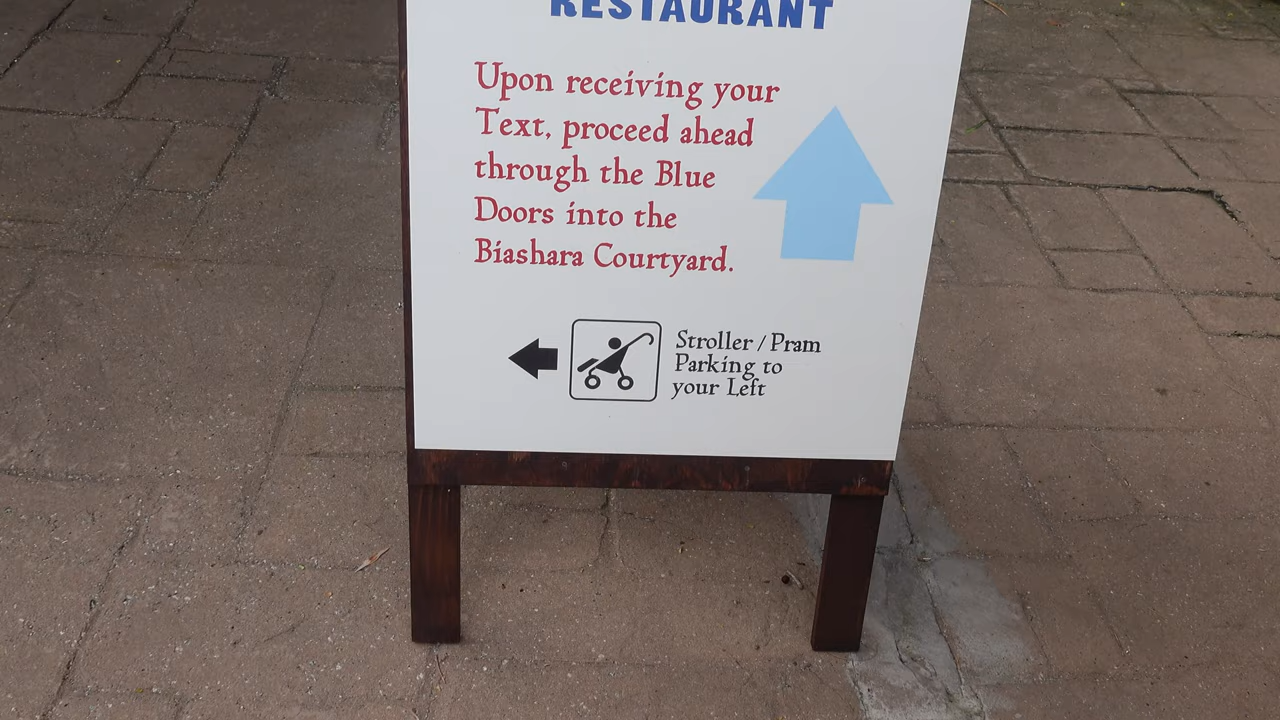 RESTAURANT
Upon receiving your
Text, proceed ahead
through the Blue
Doors into the
Biashara Courtyard.
Stroller / Pram
Parking to
your Left